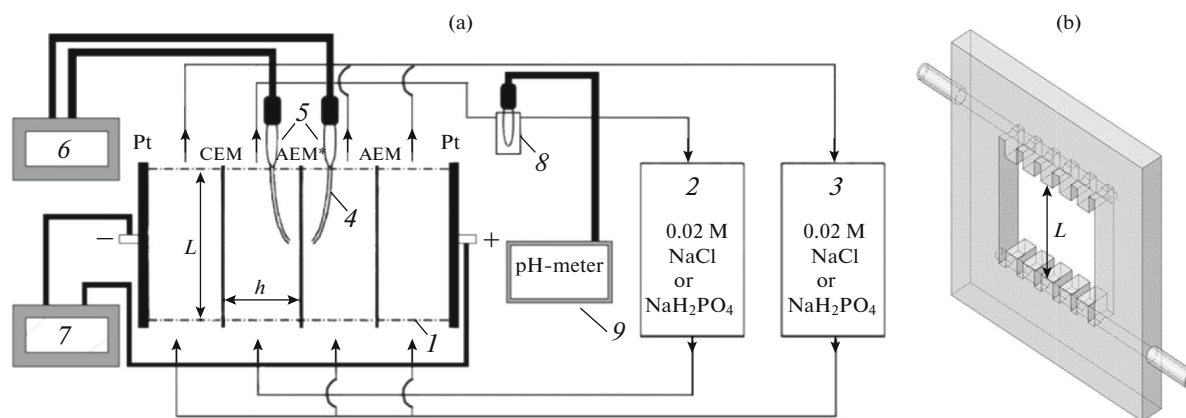 (a)
(b)
5
6
Pt
CEM
AEM*
AEM
Pt
8
2
3
4
L
−
+
0.02 M
NaCl
or
NaH₂PO₄
0.02 M
NaCl
or
NaH₂PO₄
L
pH-meter
h
7
1
9